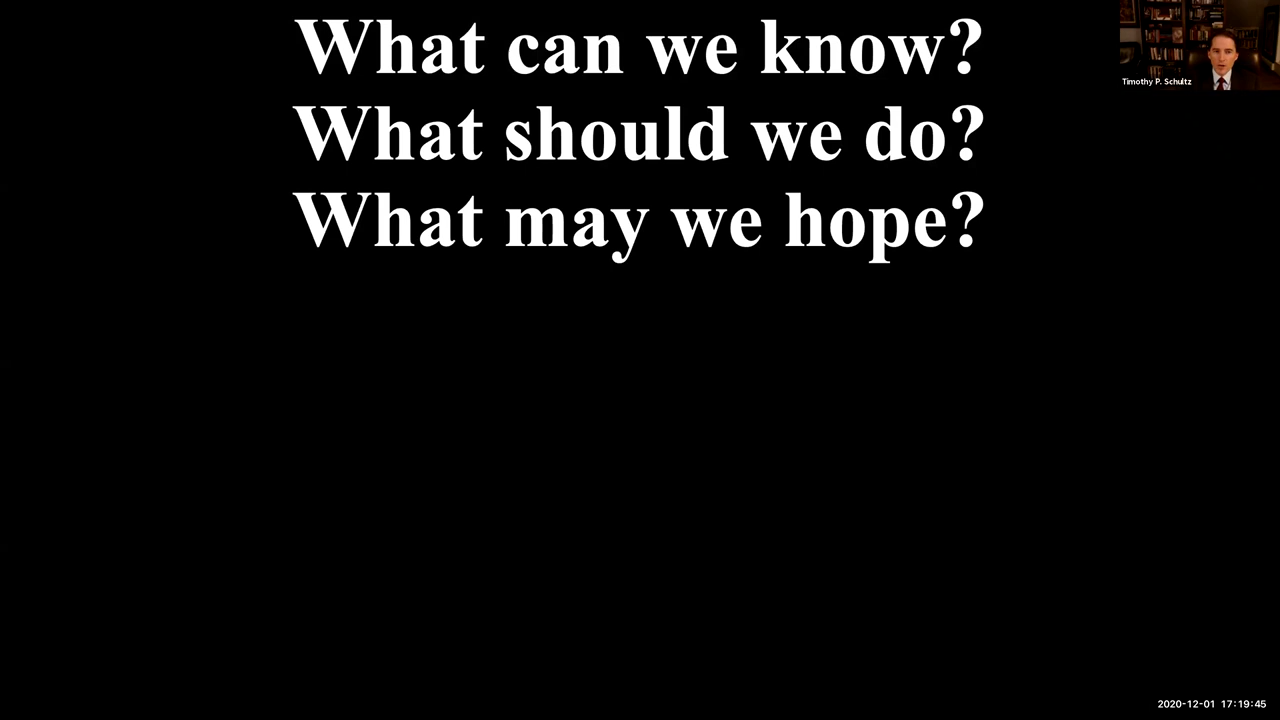 What can we know?
What should we do?
What may we hope?
Timothy P. Schultz
2020-12-01 17:19:45